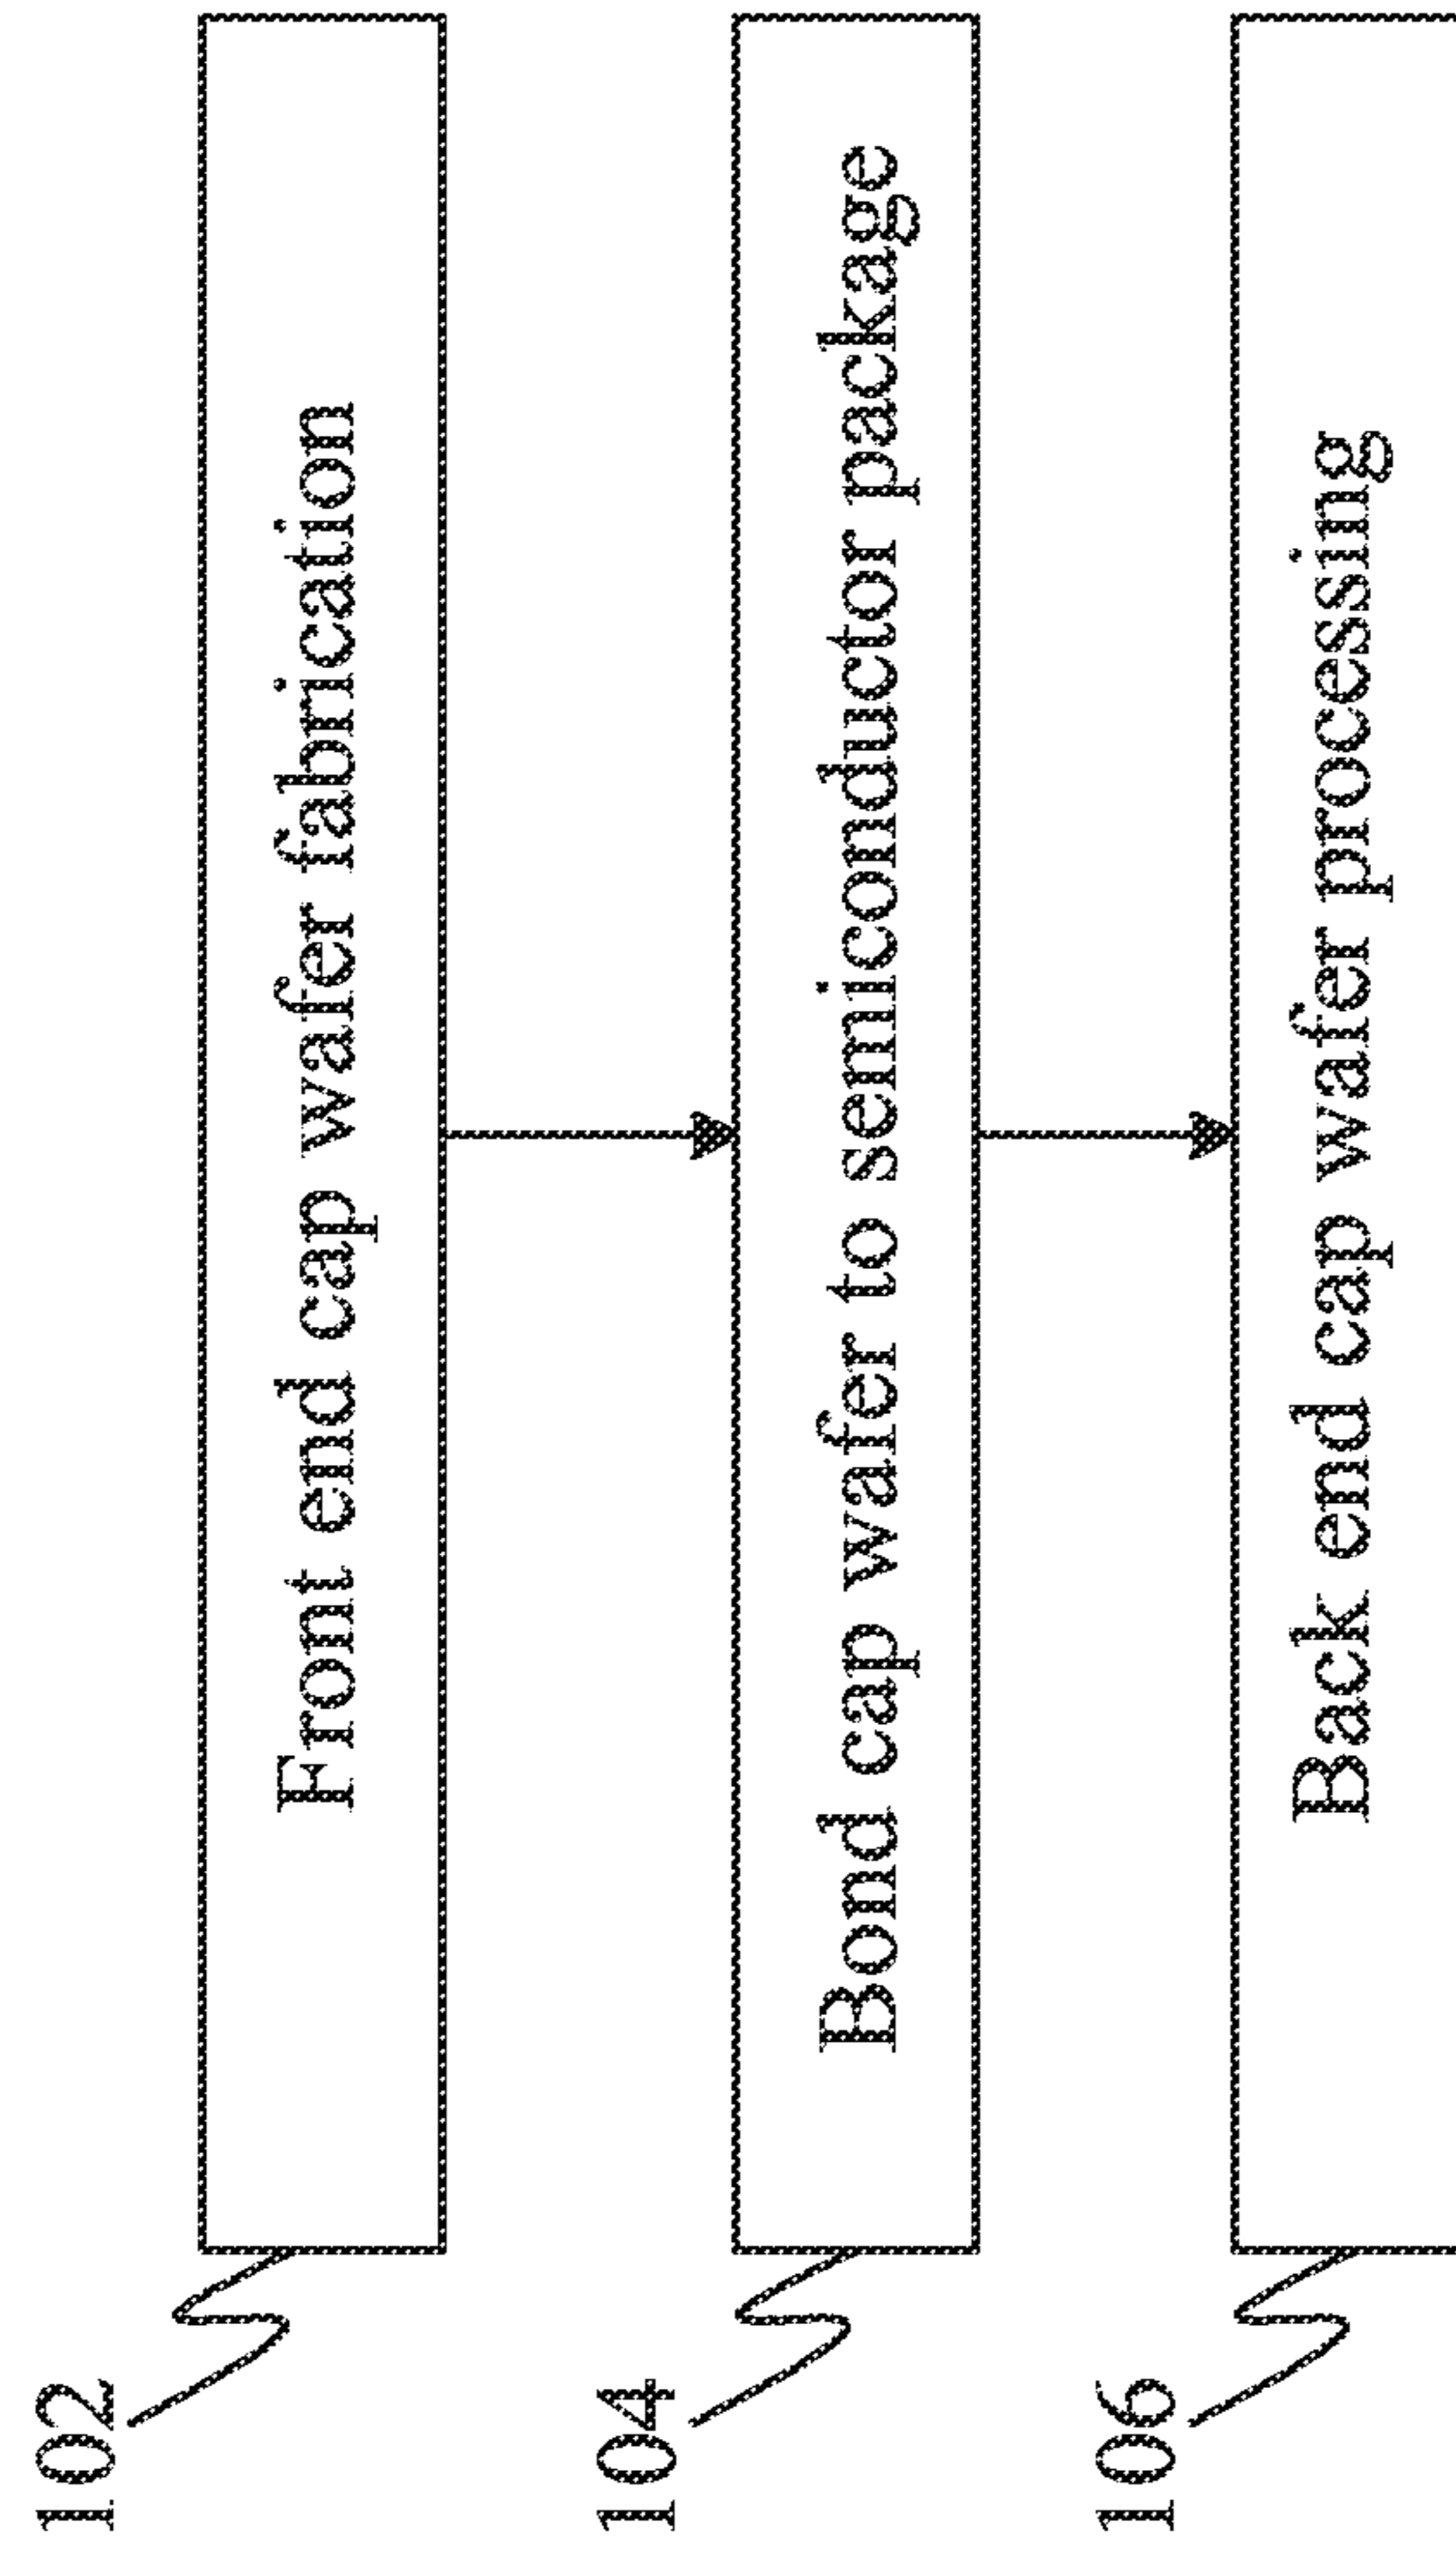 102
Front end cap wafer fabrication
104
Bond cap wafer to semiconductor package
106
Back end cap wafer processing